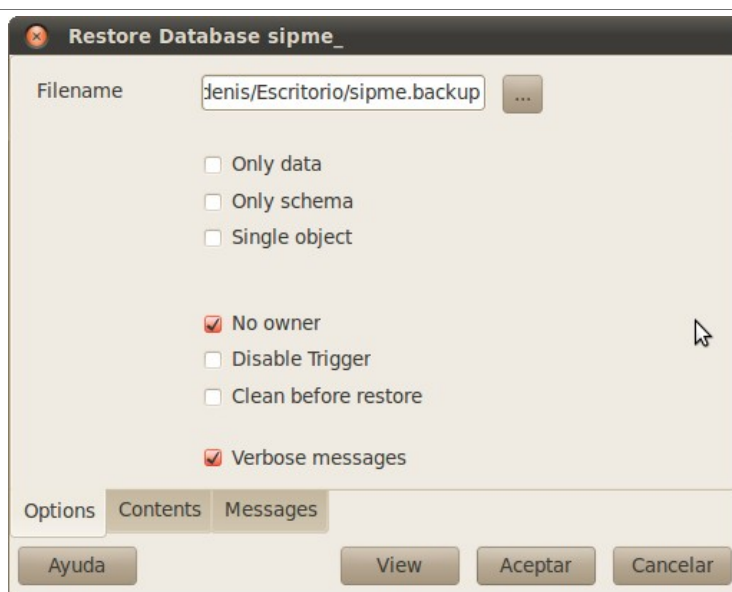 Restore Database sipme_
Filename denis/Escritorio/sipme.backup ...
Only data
Only schema
Single object
No owner
Disable Trigger
Clean before restore
Verbose messages
Options Contents Messages
Ayuda View Aceptar Cancelar